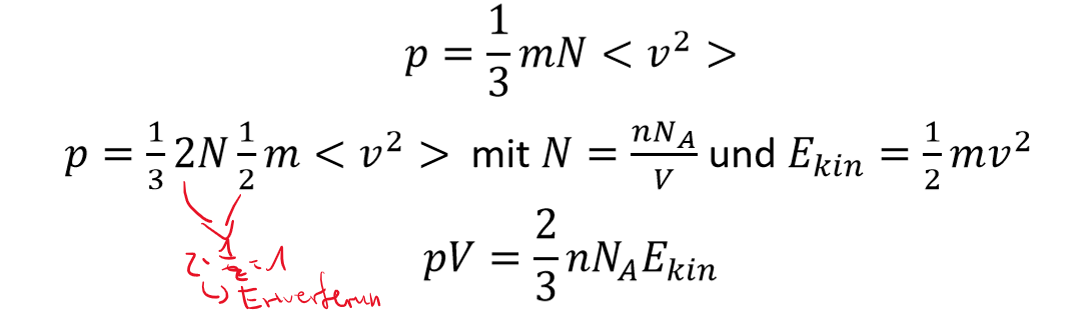 p = 1/3 mN < v² >
p = 1/3 2N 1/2 m < v² > mit N = nN_A/V und E_kin = 1/2 mv²
2 · 1/2 = 1
pV = 2/3 nN_A E_kin